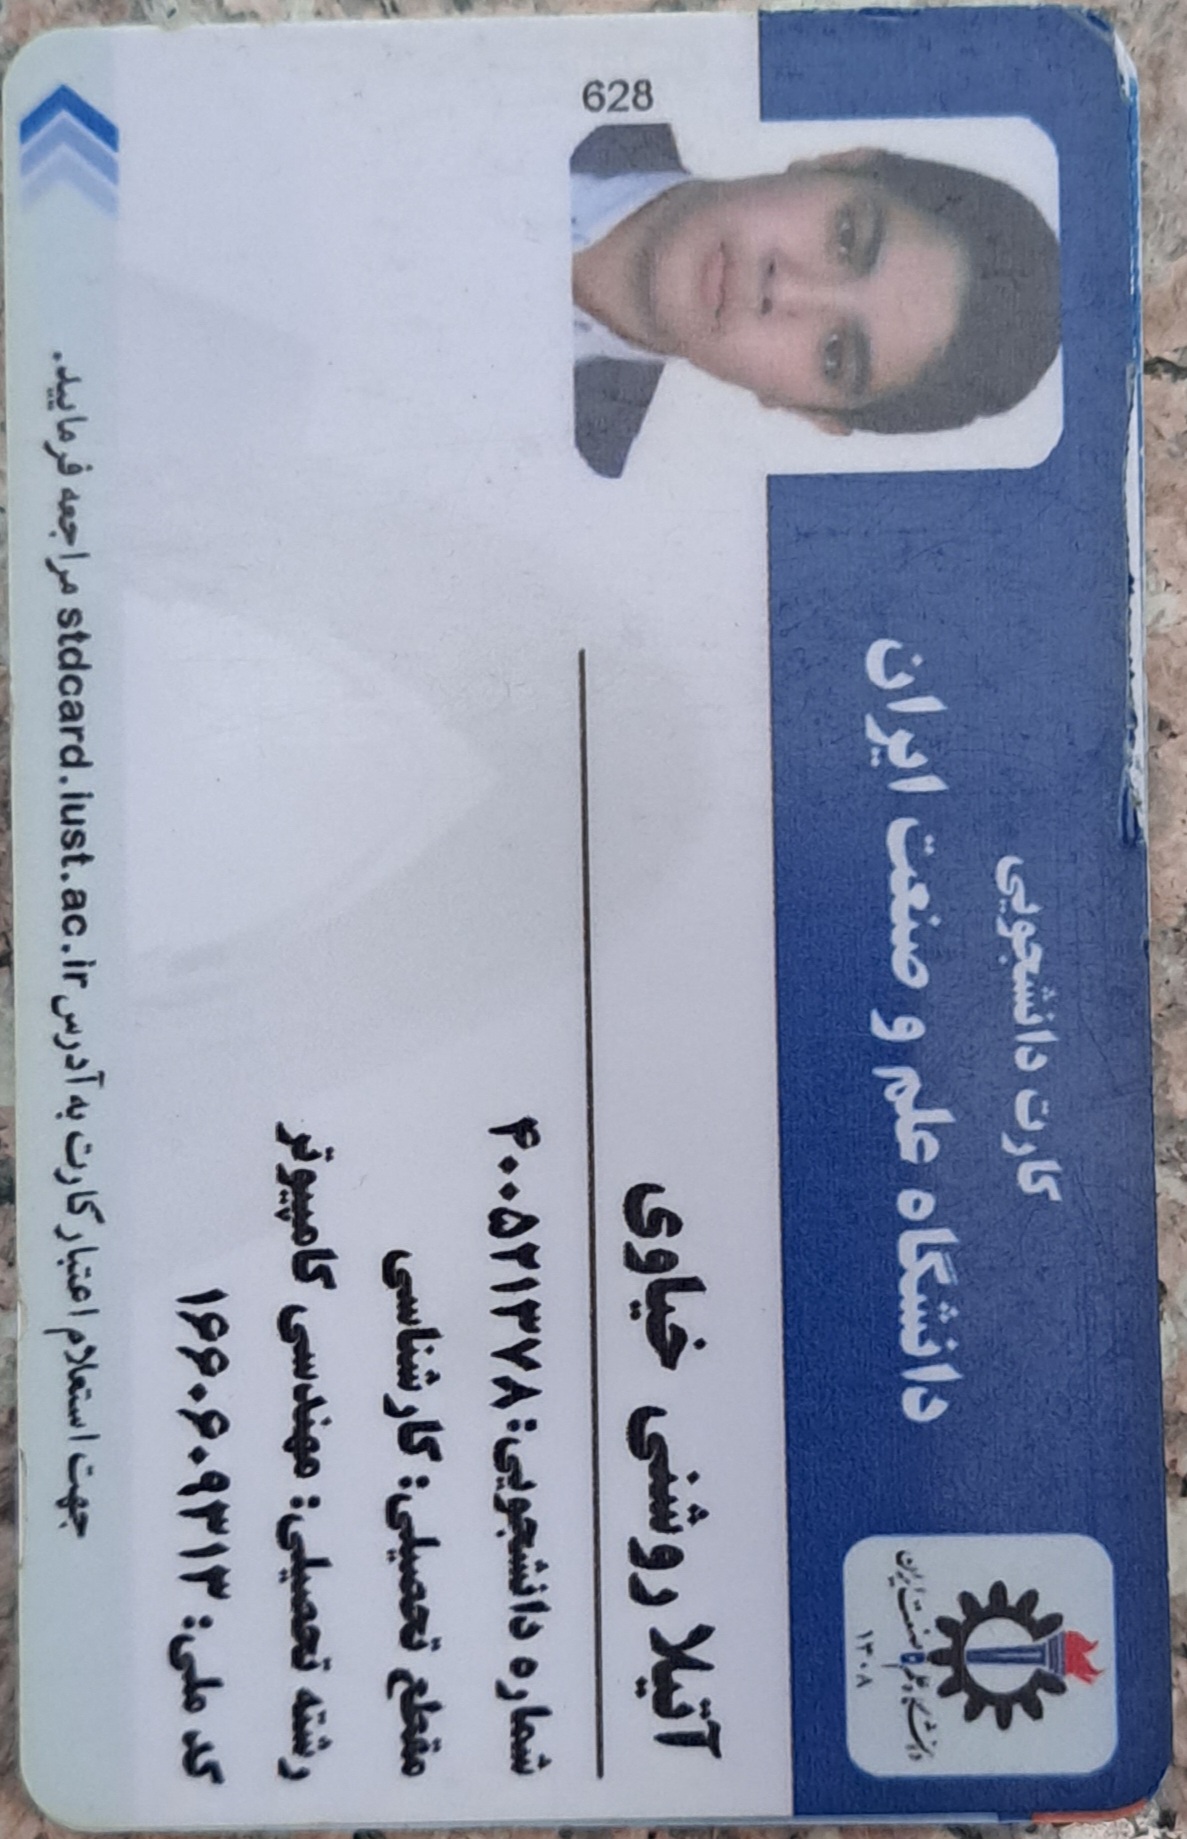 کارت دانشجویی
دانشگاه علم و صنعت ایران
دانشگاه علم و صنعت ایران
۱۳۰۸
628
آتیلا روشنی خیاوی
شماره دانشجویی: ۴۰۰۵۲۱۳۷۸
مقطع تحصیلی: کارشناسی
رشته تحصیلی: مهندسی کامپیوتر
کد ملی: ۱۶۶۰۶۰۹۳۱۳
جهت استعلام اعتبار کارت به آدرس stdcard.iust.ac.ir مراجعه فرمایید.